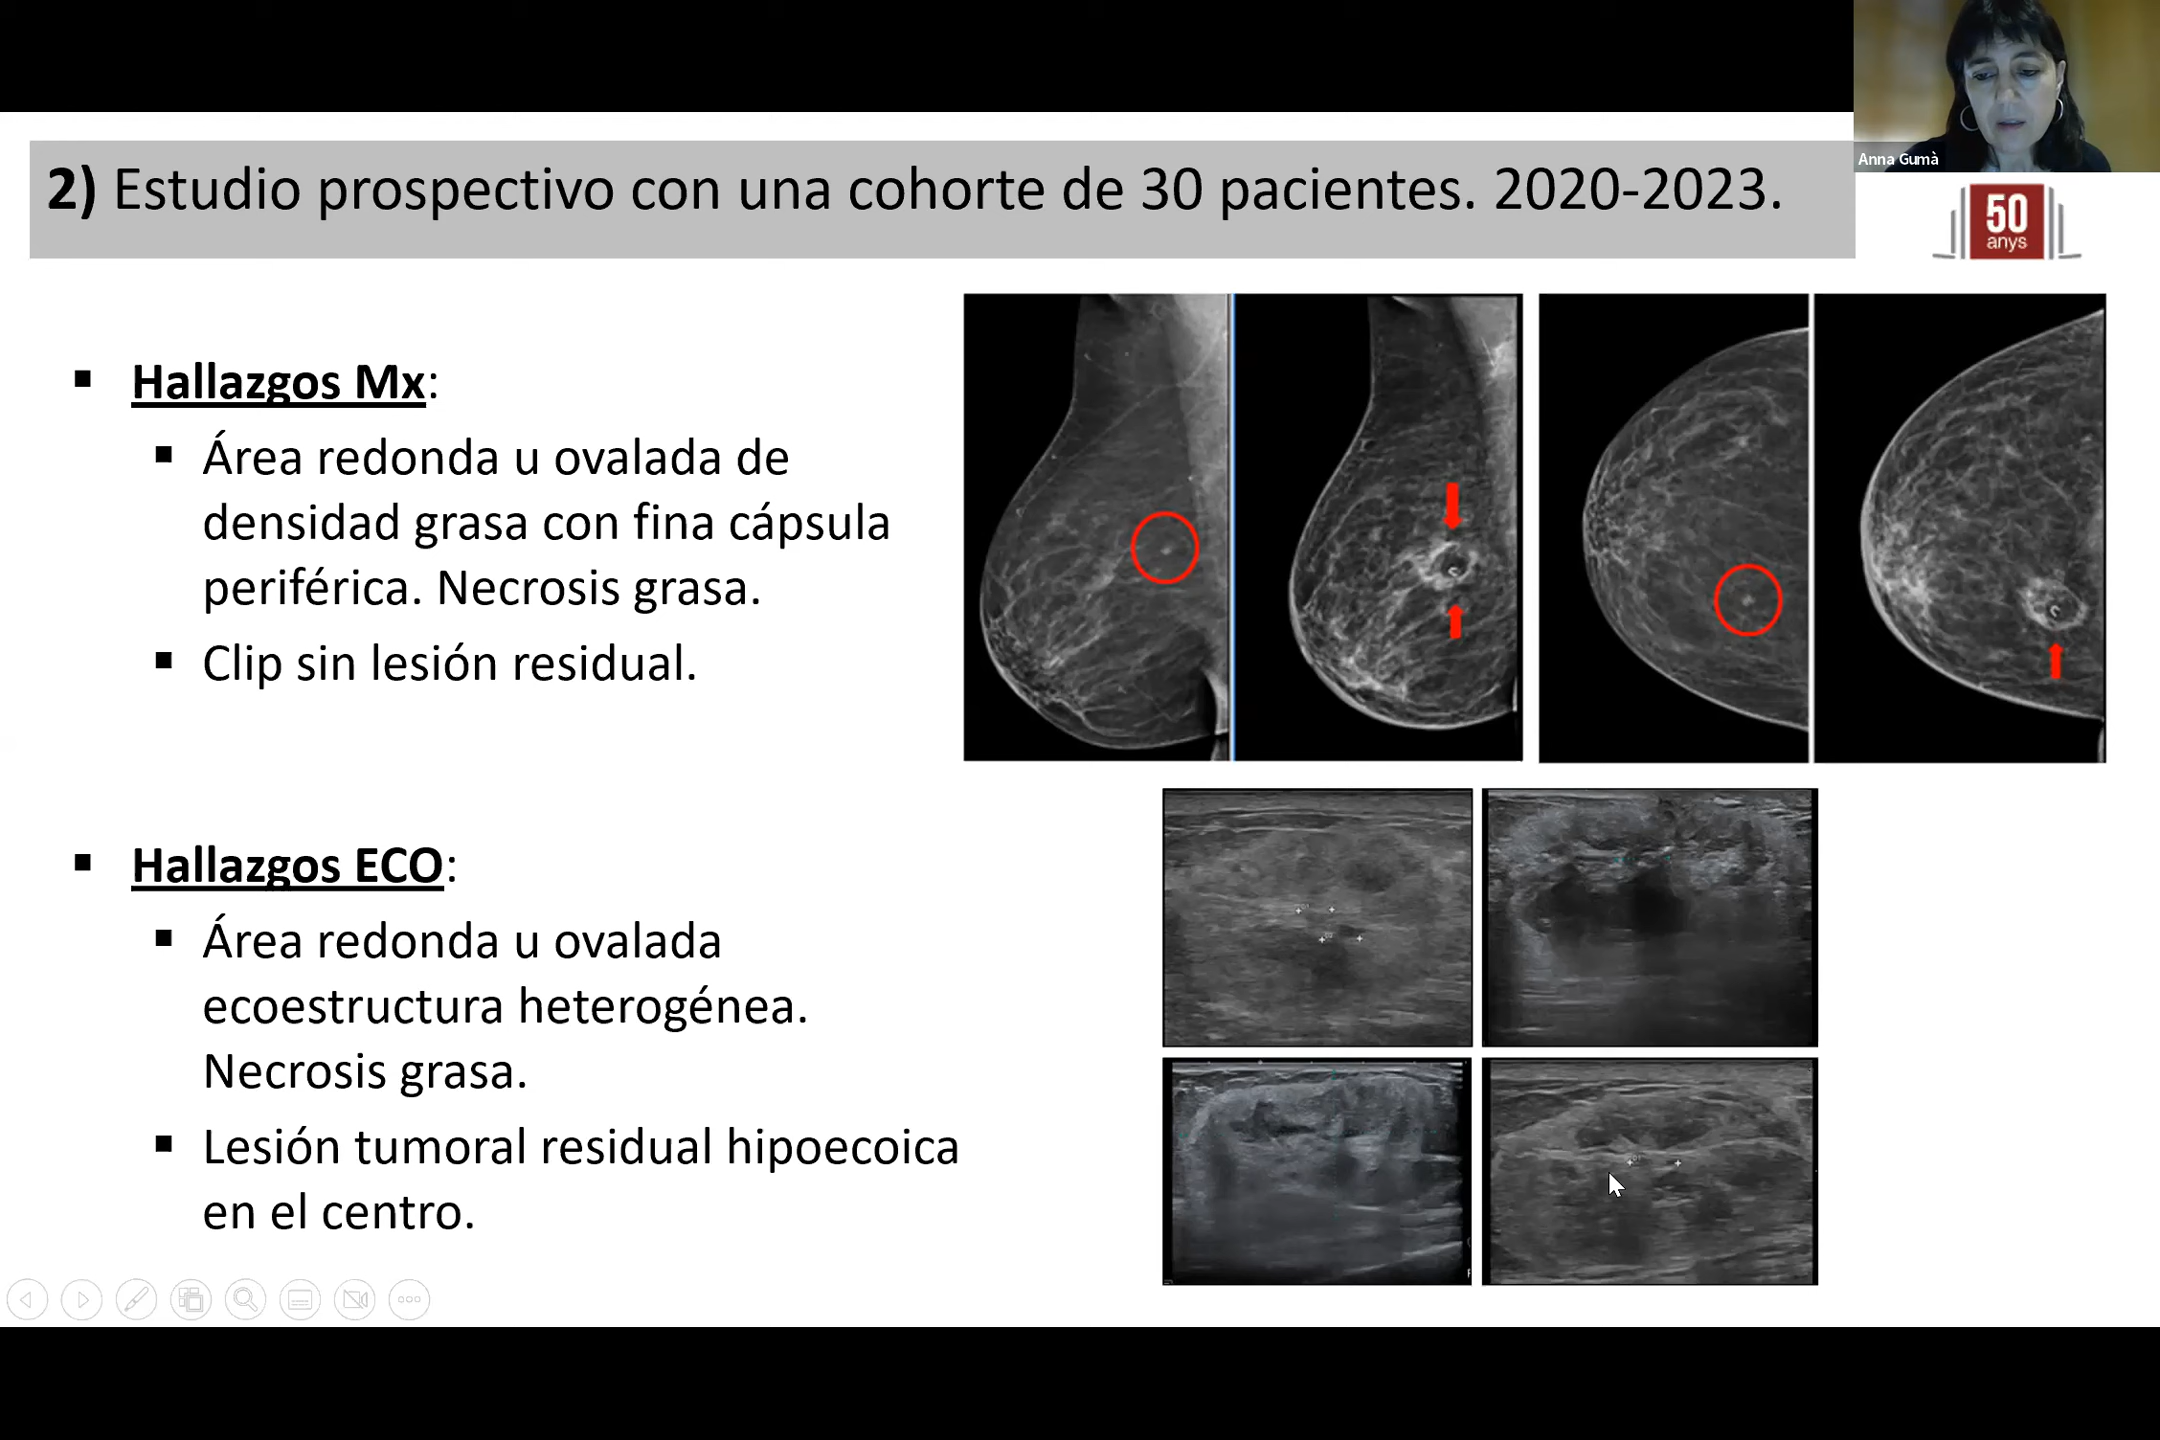 Anna Gumà
2) Estudio prospectivo con una cohorte de 30 pacientes. 2020-2023.
50
anys
▪ Hallazgos Mx:
▪ Área redonda u ovalada de
densidad grasa con fina cápsula
periférica. Necrosis grasa.
▪ Clip sin lesión residual.
▪ Hallazgos ECO:
▪ Área redonda u ovalada
ecoestructura heterogénea.
Necrosis grasa.
▪ Lesión tumoral residual hipoecoica
en el centro.